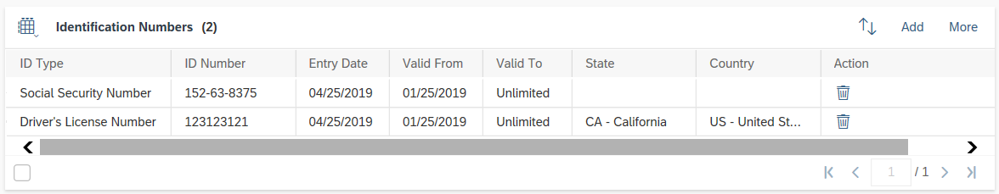 Identification Numbers (2) Add More
ID Type ID Number Entry Date Valid From Valid To State Country Action
Social Security Number 152-63-8375 04/25/2019 01/25/2019 Unlimited
Driver's License Number 123123121 04/25/2019 01/25/2019 Unlimited CA - California US - United St...
1 / 1